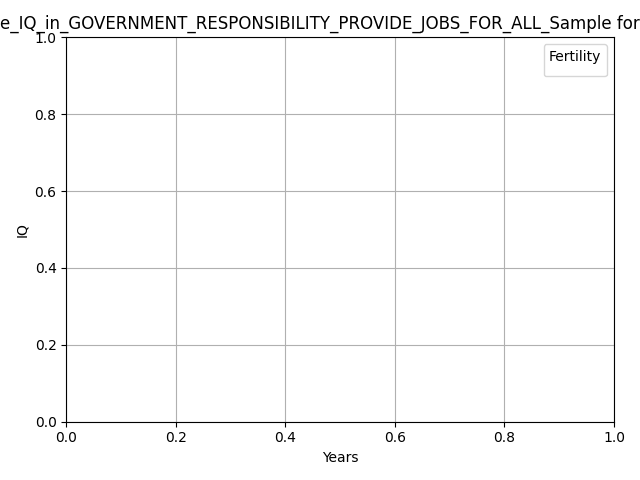 e_IQ_in_GOVERNMENT_RESPONSIBILITY_PROVIDE_JOBS_FOR_ALL_Sample for
Fertility
1.0
0.8
0.6
0.4
0.2
0.0
IQ
0.0 0.2 0.4 0.6 0.8 1.0
Years